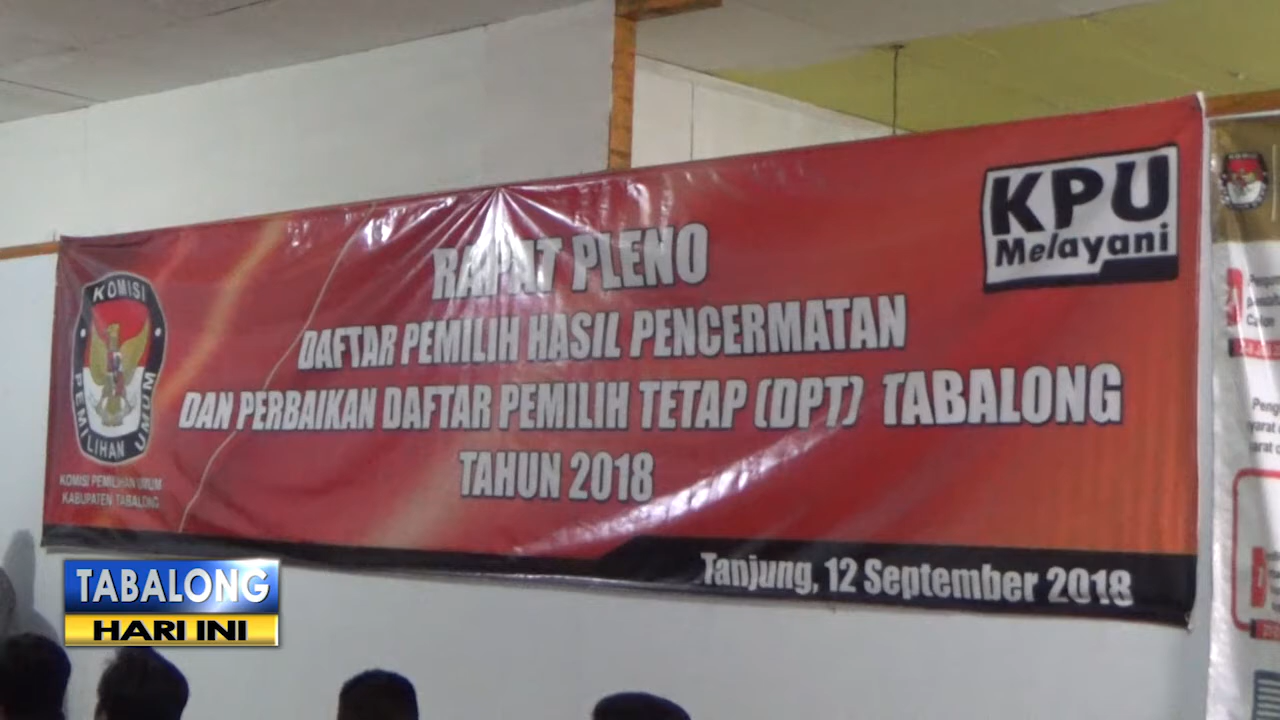 KPU
Melayani
RAPAT PLENO
DAFTAR PEMILIH HASIL PENCERMATAN
DAN PERBAIKAN DAFTAR PEMILIH TETAP (DPT) TABALONG
TAHUN 2018
KOMISI
PEMILIHAN UMUM
KOMISI PEMILIHAN UMUM
KABUPATEN TABALONG
Tanjung, 12 September 2018
TABALONG
HARI INI